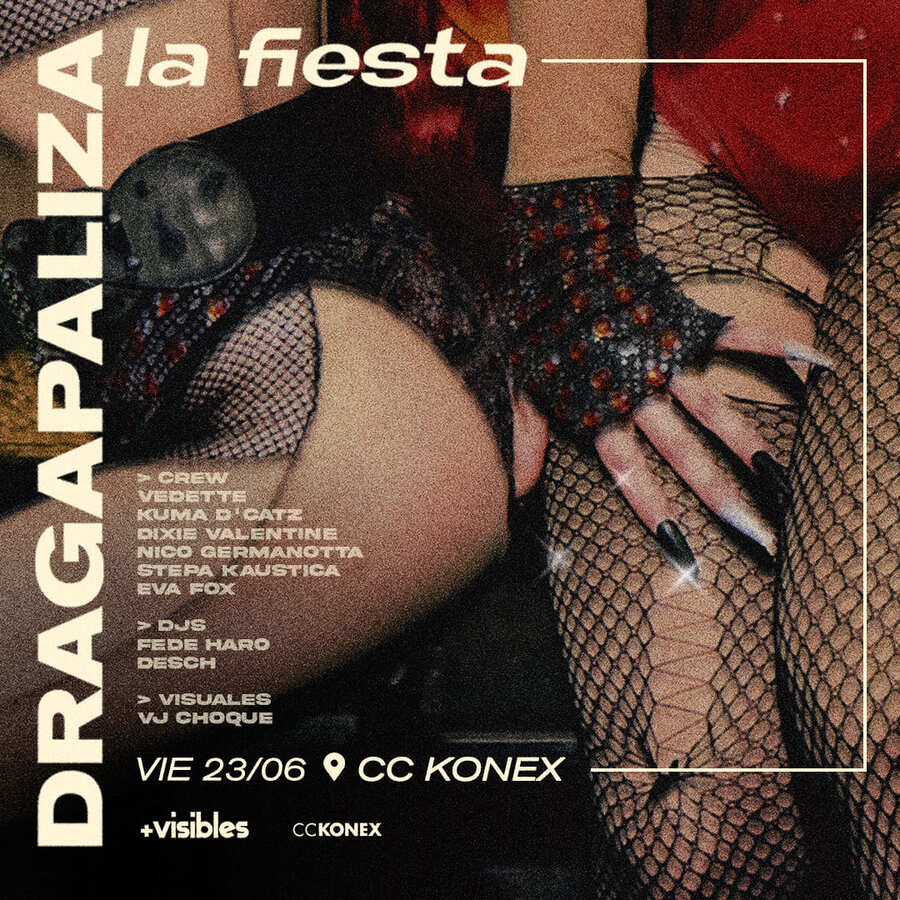 DRAGAPALIZA
la fiesta
> CREW
VEDETTE
KUMA D'CATZ
DIXIE VALENTINE
NICO GERMANOTTA
STEPA KAUSTICA
EVA FOX
> DJS
FEDE HARO
DESCH
> VISUALES
VJ CHOQUE
VIE 23/06 CC KONEX
+visibles CCKONEX